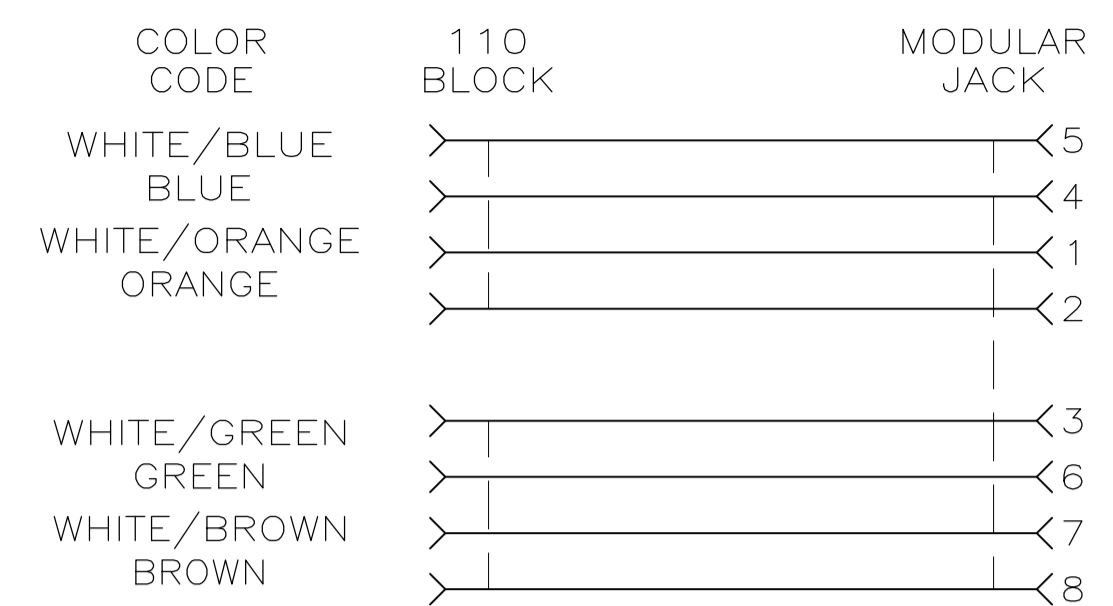 COLOR 110 MODULAR
CODE BLOCK JACK
WHITE/BLUE 5
BLUE 4
WHITE/ORANGE 1
ORANGE 2
WHITE/GREEN 3
GREEN 6
WHITE/BROWN 7
BROWN 8